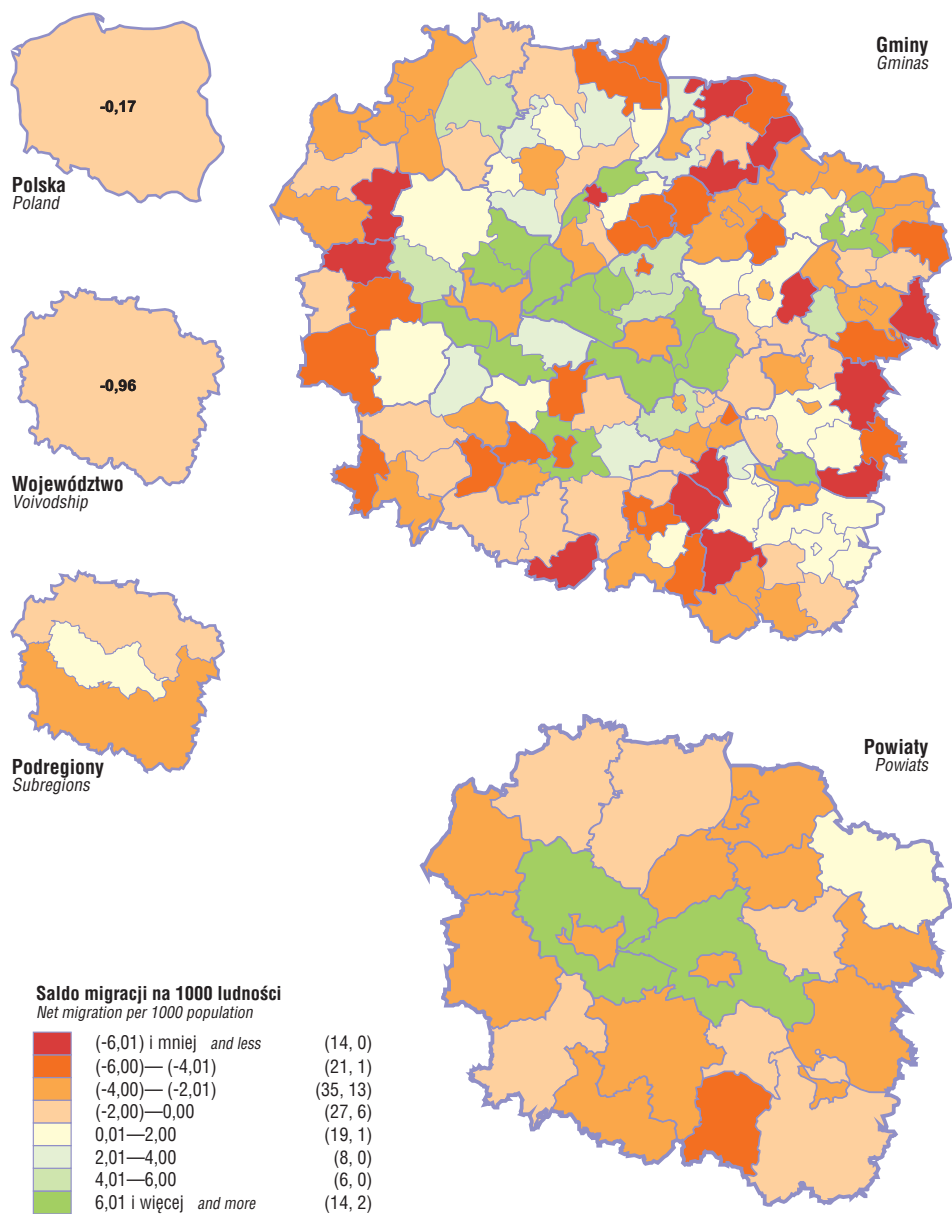 Gminy
Gminas
-0,17
Polska
Poland
-0,96
Województwo
Voivodship
Podregiony
Subregions
Powiaty
Powiats
Saldo migracji na 1000 ludności
Net migration per 1000 population
(-6,01) i mniej and less (14, 0)
(-6,00)— (-4,01) (21, 1)
(-4,00)— (-2,01) (35, 13)
(-2,00)—0,00 (27, 6)
0,01—2,00 (19, 1)
2,01—4,00 (8, 0)
4,01—6,00 (6, 0)
6,01 i więcej and more (14, 2)